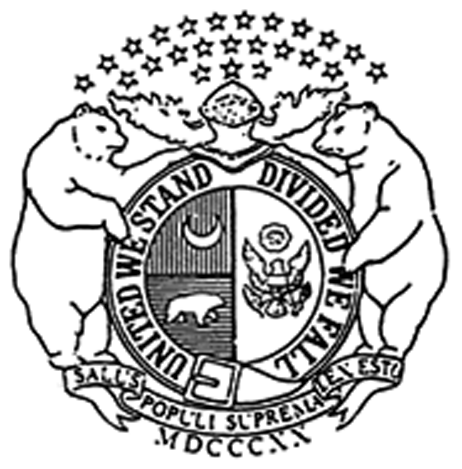 UNITED WE STAND DIVIDED WE FALL
SALUS POPULI SUPREMA LEX ESTO
MDCCCXX